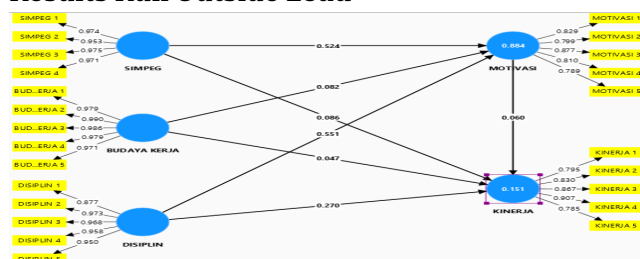 SIMPEG 1
SIMPEG 2
SIMPEG 3
SIMPEG 4
0.974
0.953
0.975
0.971
SIMPEG
BUD...ERJA 1
BUD...ERJA 2
BUD...ERJA 3
BUD...ERJA 4
BUD...ERJA 5
0.979
0.990
0.986
0.979
0.971
BUDAYA KERJA
DISIPLIN 1
DISIPLIN 2
DISIPLIN 3
DISIPLIN 4
0.877
0.973
0.968
0.958
0.950
DISIPLIN
0.524
0.082
0.086
0.551
0.047
0.270
0.060
0.884
MOTIVASI
0.829
0.799
0.877
0.810
0.789
MOTIVASI 1
MOTIVASI 2
MOTIVASI 3
MOTIVASI 4
MOTIVASI 5
0.151
KINERJA
0.795
0.830
0.867
0.907
0.785
KINERJA 1
KINERJA 2
KINERJA 3
KINERJA 4
KINERJA 5